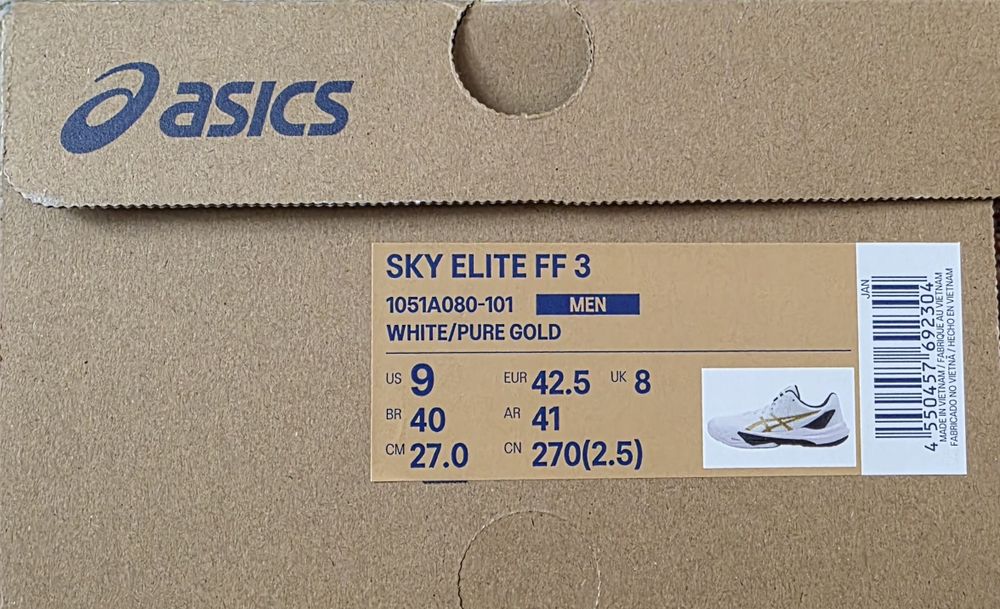 asics
SKY ELITE FF 3
1051A080-101 MEN
WHITE/PURE GOLD
US 9 EUR 42.5 UK 8
BR 40 AR 41
CM 27.0 CN 270(2.5)
JAN
4 550457 692304
MADE IN VIETNAM / FABRIQUÉ AU VIETNAM
FABRICADO NO VIETNÃ / HECHO EN VIETNAM